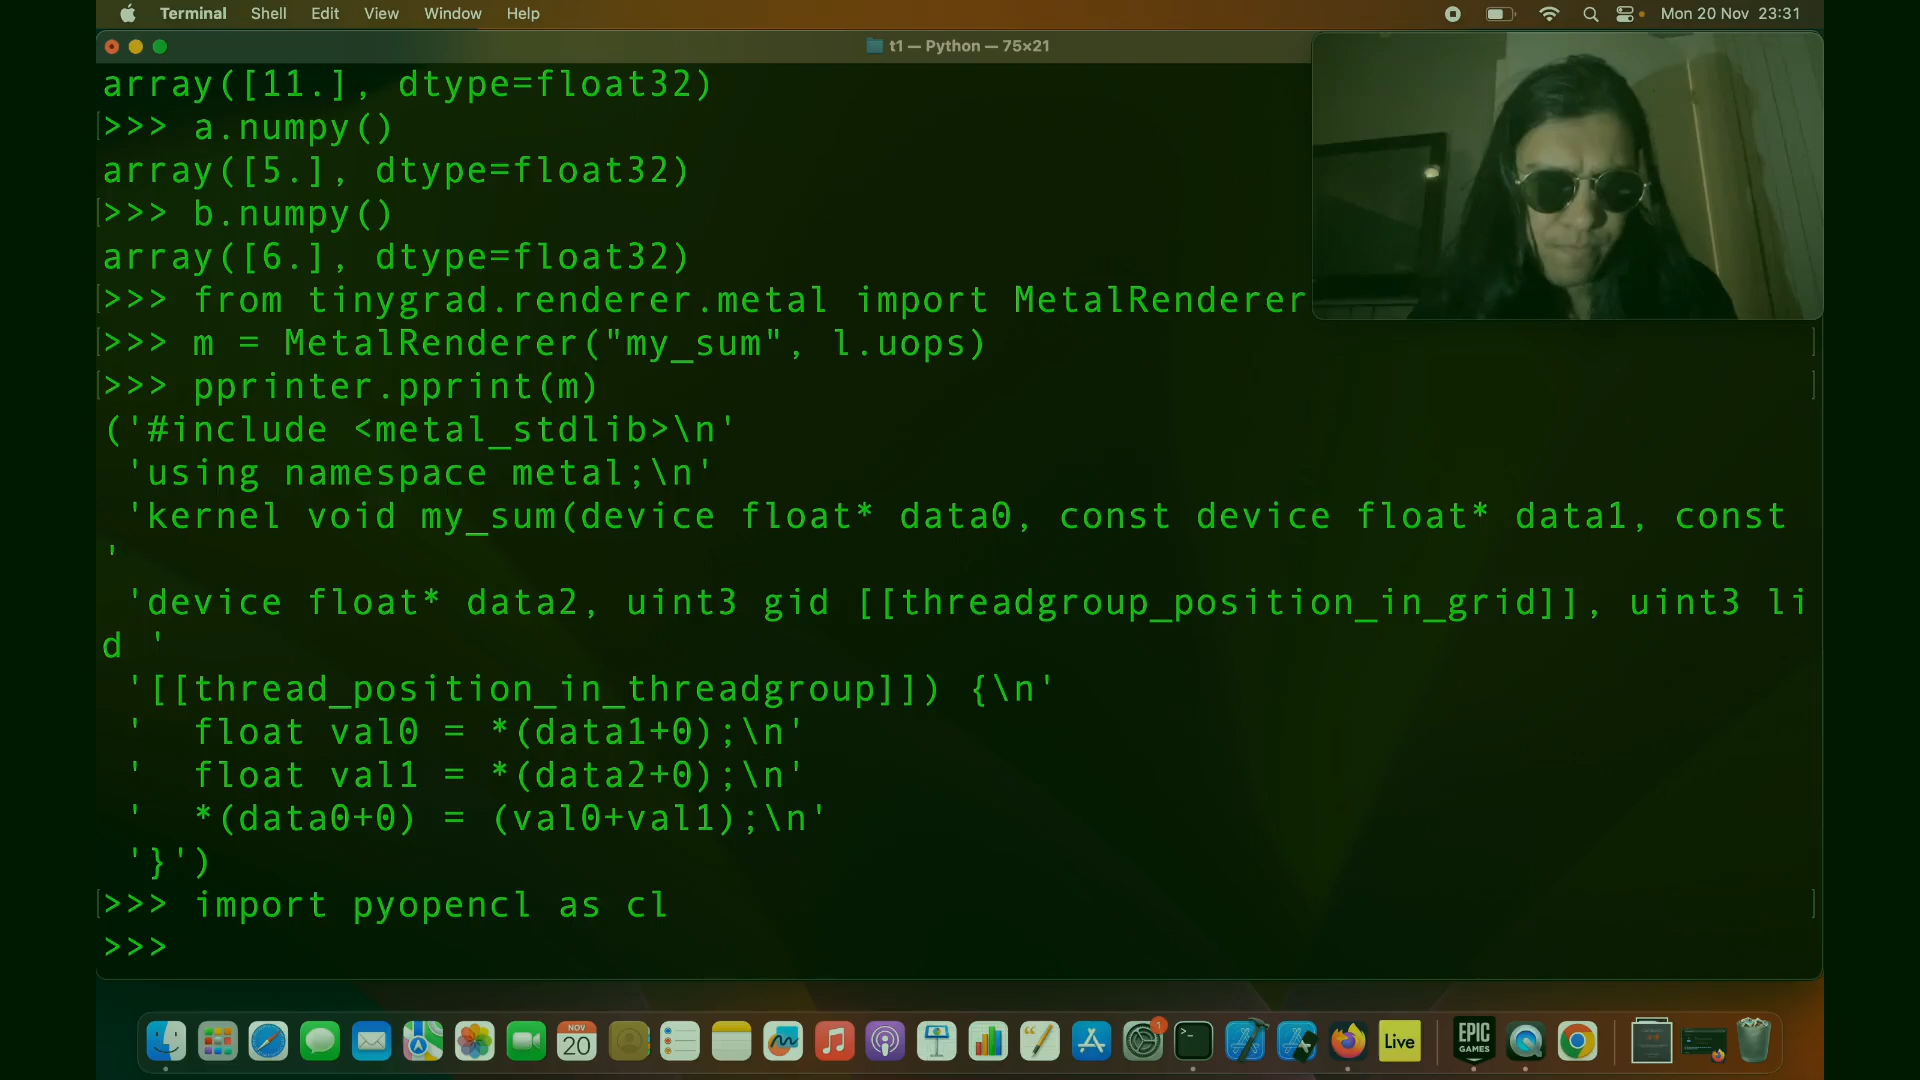 Terminal Shell Edit View Window Help
Mon 20 Nov 23:31
t1 — Python — 75×21
array([11.], dtype=float32)
>>> a.numpy()
array([5.], dtype=float32)
>>> b.numpy()
array([6.], dtype=float32)
>>> from tinygrad.renderer.metal import MetalRenderer
>>> m = MetalRenderer("my_sum", l.uops)
>>> pprinter.pprint(m)
('#include <metal_stdlib>\n'
 'using namespace metal;\n'
 'kernel void my_sum(device float* data0, const device float* data1, const
'
 'device float* data2, uint3 gid [[threadgroup_position_in_grid]], uint3 li
d '
 '[[thread_position_in_threadgroup]]) {\n'
 '  float val0 = *(data1+0);\n'
 '  float val1 = *(data2+0);\n'
 '  *(data0+0) = (val0+val1);\n'
 '}')
>>> import pyopencl as cl
>>>
NOV
20
1
Live
EPIC
GAMES